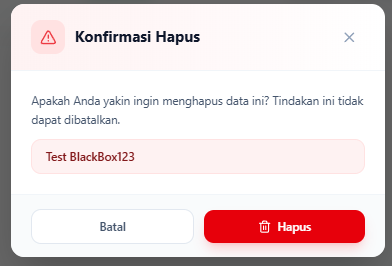 Konfirmasi Hapus
Apakah Anda yakin ingin menghapus data ini? Tindakan ini tidak
dapat dibatalkan.
Test BlackBox123
Batal
Hapus